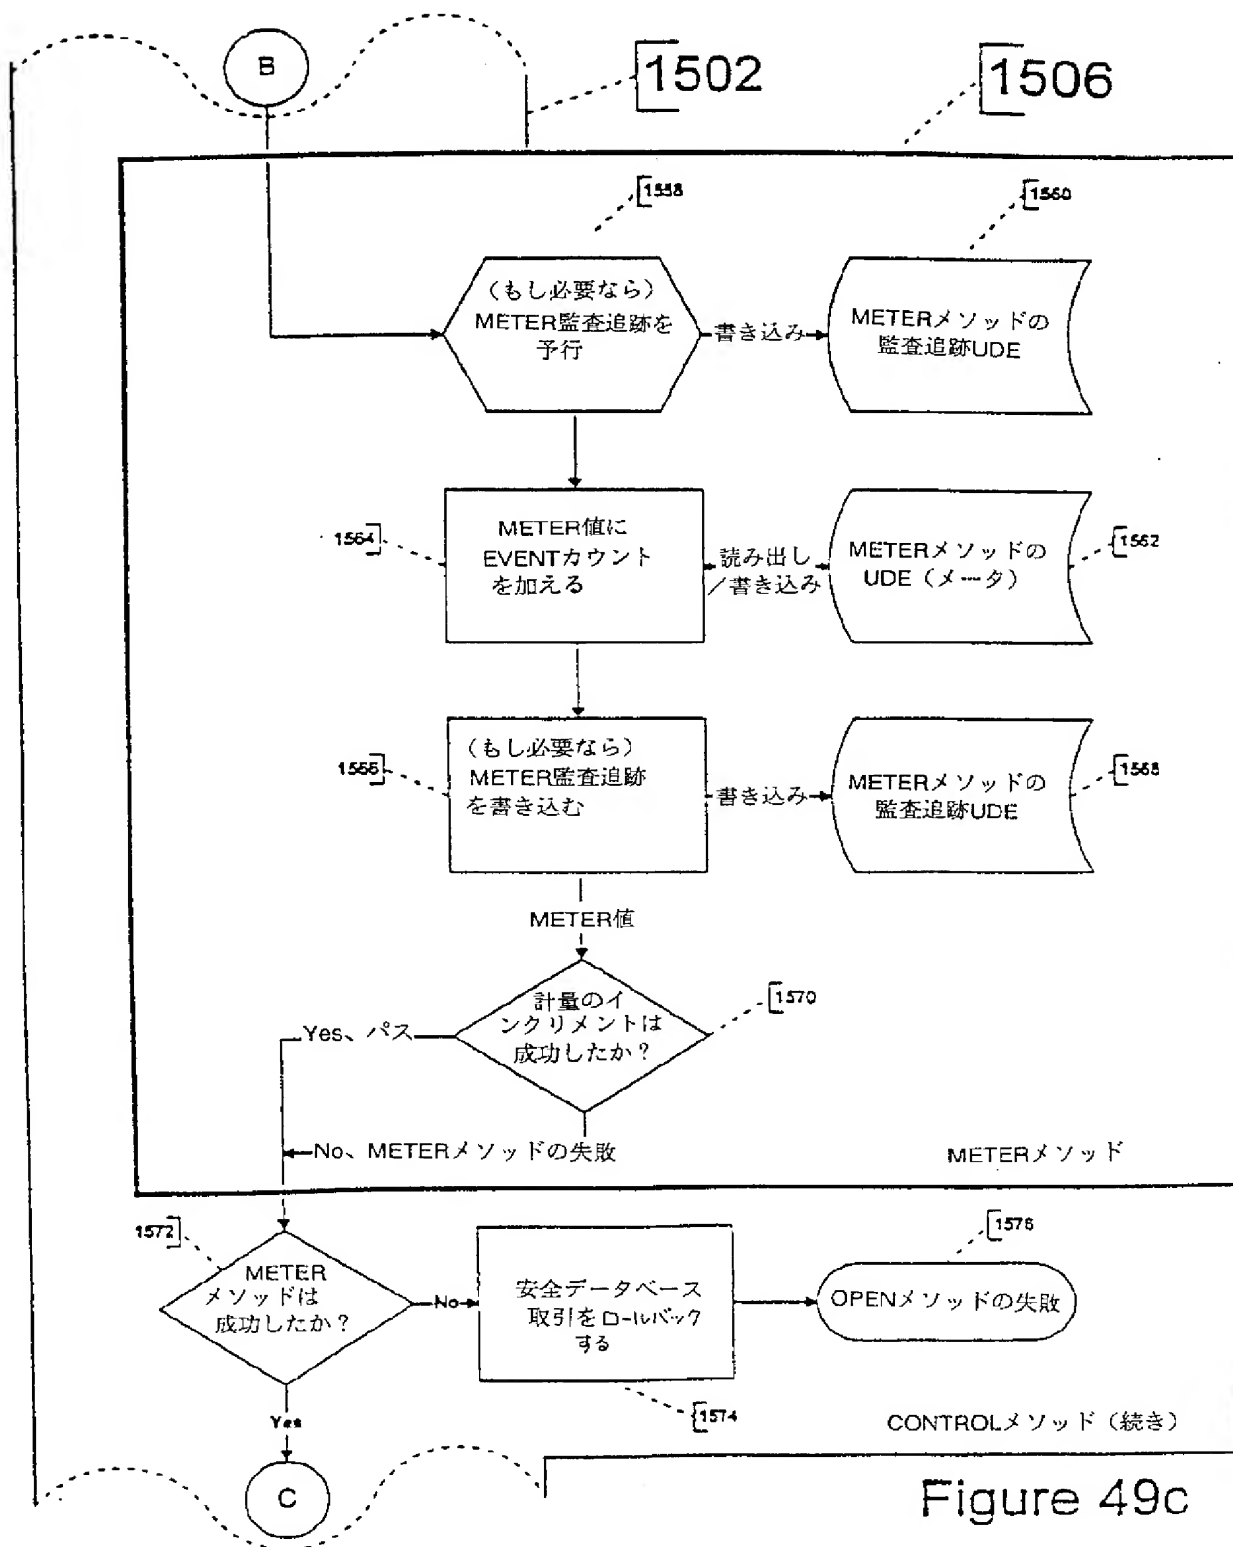 B
1502
1506
1558
1560
（もし必要なら）
METER監査追跡を
予行
書き込み
METERメソッドの
監査追跡UDE
1564
METER値に
EVENTカウント
を加える
読み出し
／書き込み
METERメソッドの
UDE（メータ）
1562
1566
（もし必要なら）
METER監査追跡
を書き込む
書き込み
METERメソッドの
監査追跡UDE
1568
METER値
計量のイ
ンクリメントは
成功したか？
1570
Yes、パス
No、METERメソッドの失敗
METERメソッド
1572
METER
メソッドは
成功したか？
No
安全データベース
取引をロールバック
する
1576
OPENメソッドの失敗
1574
Yes
CONTROLメソッド（続き）
C
Figure 49c